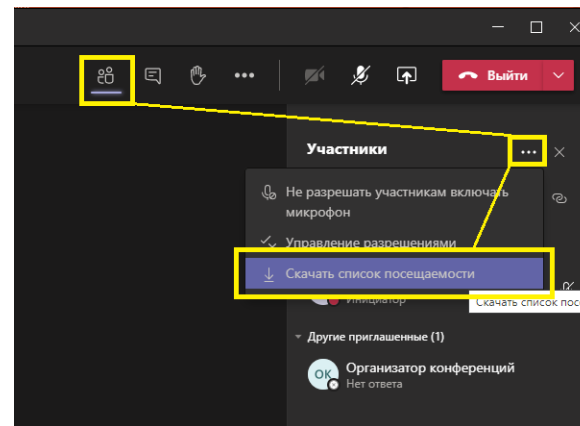 Выйти
Участники
Не разрешать участникам включать
микрофон
Управление разрешениями
Скачать список посещаемости
Инициатор
Скачать список пос
Другие приглашенные (1)
ОК
Организатор конференций
Нет ответа